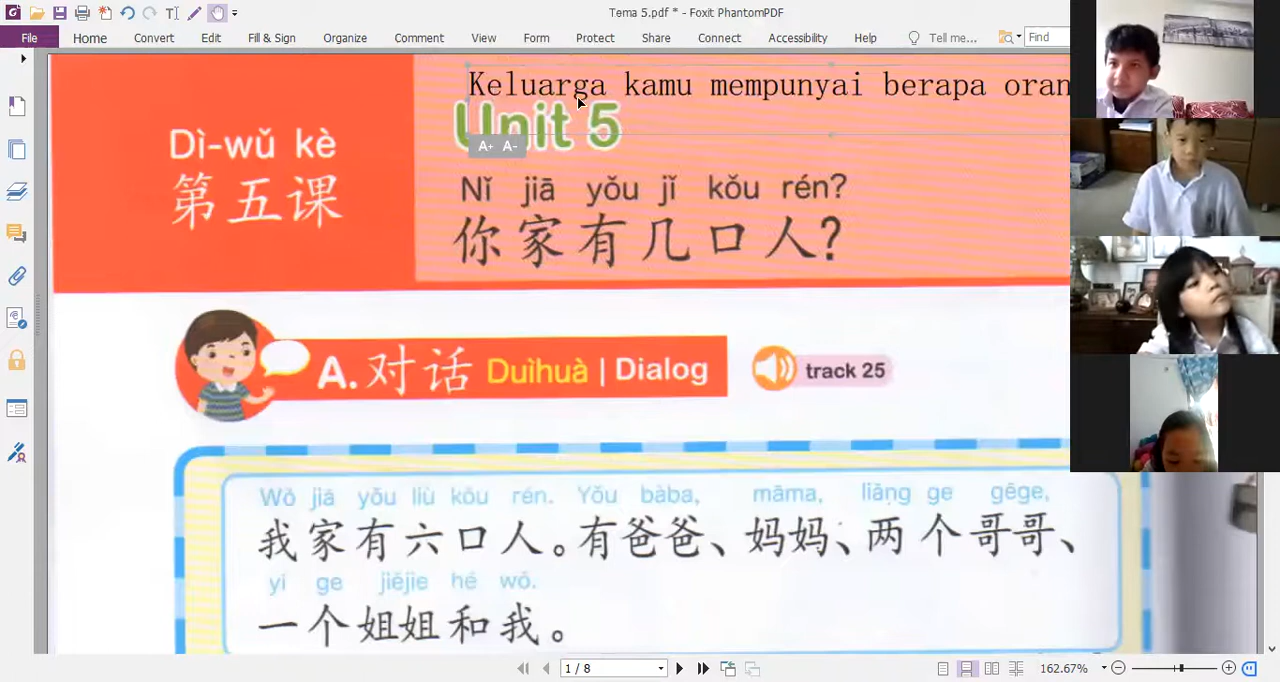 Tema 5.pdf * - Foxit PhantomPDF
File Home Convert Edit Fill & Sign Organize Comment View Form Protect Share Connect Accessibility Help Tell me... Find
Keluarga kamu mempunyai berapa oran
Unit 5
A+ A-
Dì-wǔ kè
第五课
Nǐ jiā yǒu jǐ kǒu rén?
你家有几口人?
A. 对话 Duìhuà | Dialog
track 25
Wǒ jiā yǒu liù kǒu rén. Yǒu bàba, māma, liǎng ge gēge,
我家有六口人。有爸爸、妈妈、两个哥哥、
yí ge jiějie hé wǒ.
一个姐姐和我。
1 / 8
162.67%